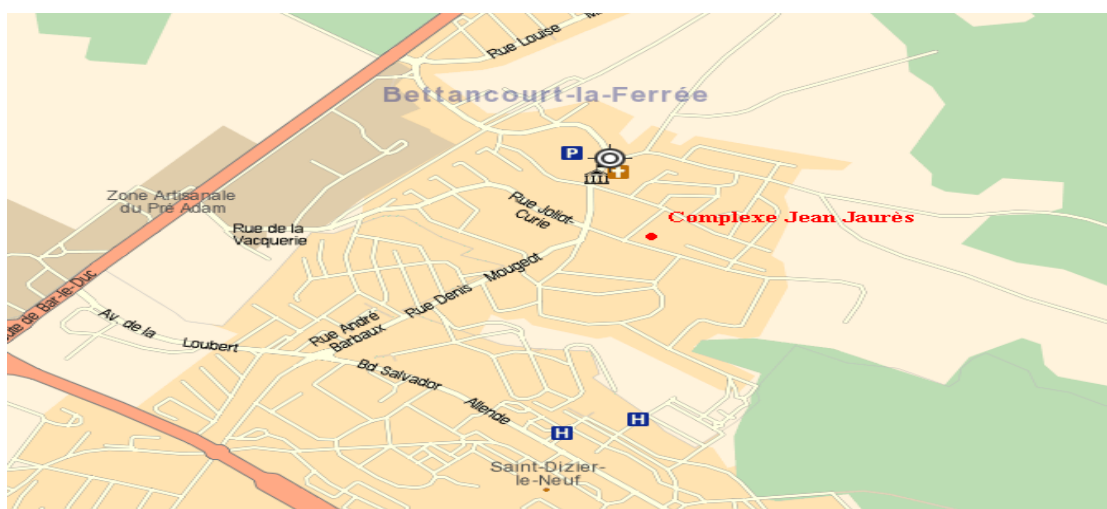 Rue Louise
Bettancourt-la-Ferrée
P
Zone Artisanale
du Pré Adam
Rue de la
Vacquerie
Rue Joliot-
Curie
Complexe Jean Jaurès
Rue Denis Mougeot
Rue André
Barbaux
Route de Bar-le-Duc
Av. de la Loubert
Bd Salvador Allende
H
H
Saint-Dizier-
le-Neuf